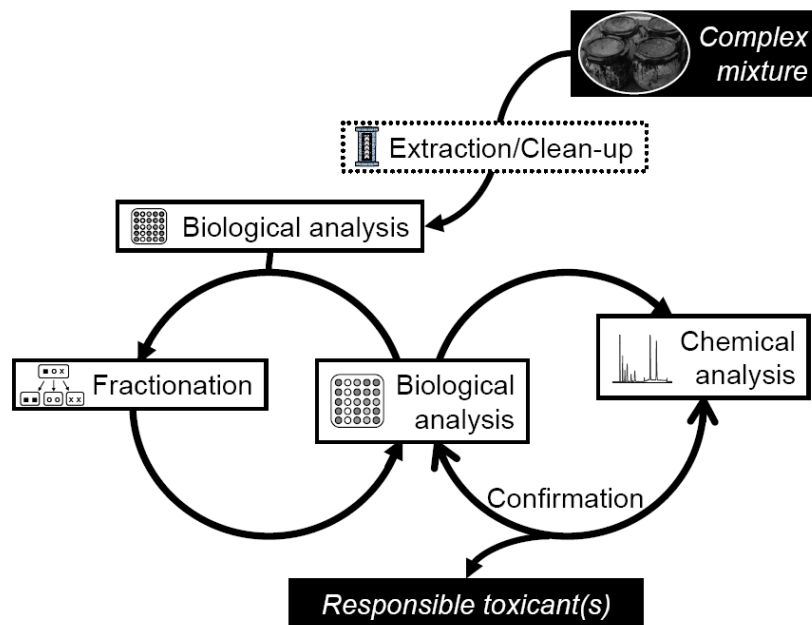 Complex
mixture
Extraction/Clean-up
Biological analysis
Fractionation
Biological
analysis
Chemical
analysis
Confirmation
Responsible toxicant(s)